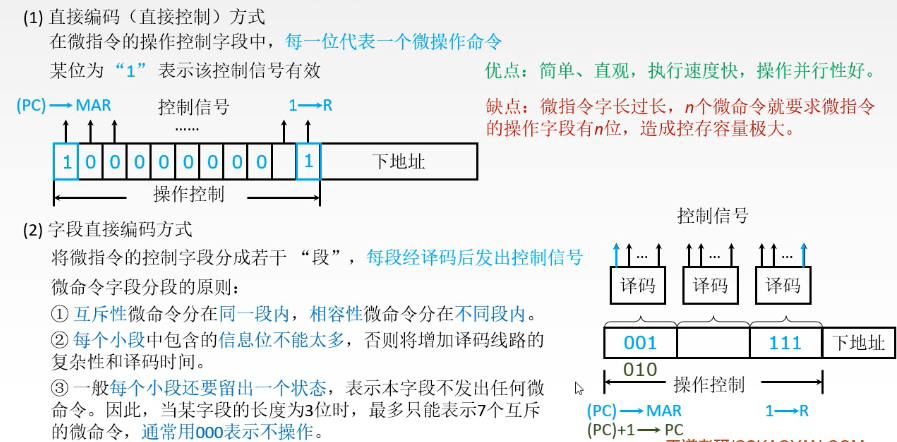 (1) 直接编码（直接控制）方式
在微指令的操作控制字段中，每一位代表一个微操作命令
某位为 “1” 表示该控制信号有效
优点：简单、直观，执行速度快，操作并行性好。
缺点：微指令字长过长，n个微命令就要求微指令
的操作字段有n位，造成控存容量极大。
(PC) → MAR 控制信号 1→R
……
1 0 0 0 0 0 0 0 0 1 下地址
操作控制
(2) 字段直接编码方式
将微指令的控制字段分成若干 “段”，每段经译码后发出控制信号
微命令字段分段的原则：
① 互斥性微命令分在同一段内，相容性微命令分在不同段内。
② 每个小段中包含的信息位不能太多，否则将增加译码线路的
复杂性和译码时间。
③ 一般每个小段还要留出一个状态，表示本字段不发出任何微
命令。因此，当某字段的长度为3位时，最多只能表示7个互斥
的微命令，通常用000表示不操作。
控制信号
... ... ...
译码 译码 译码
001 111 下地址
010
操作控制
(PC) → MAR 1→R
(PC)+1 → PC